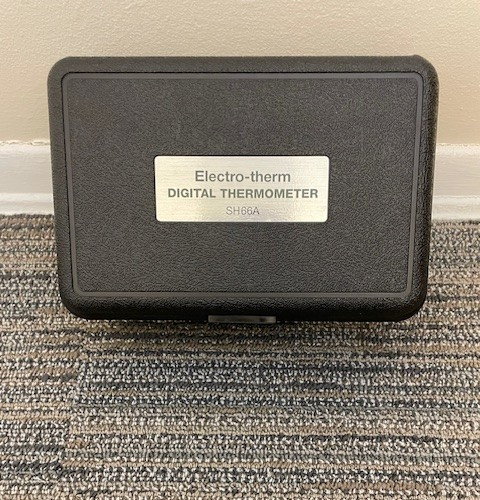 Electro-therm
DIGITAL THERMOMETER
SH66A